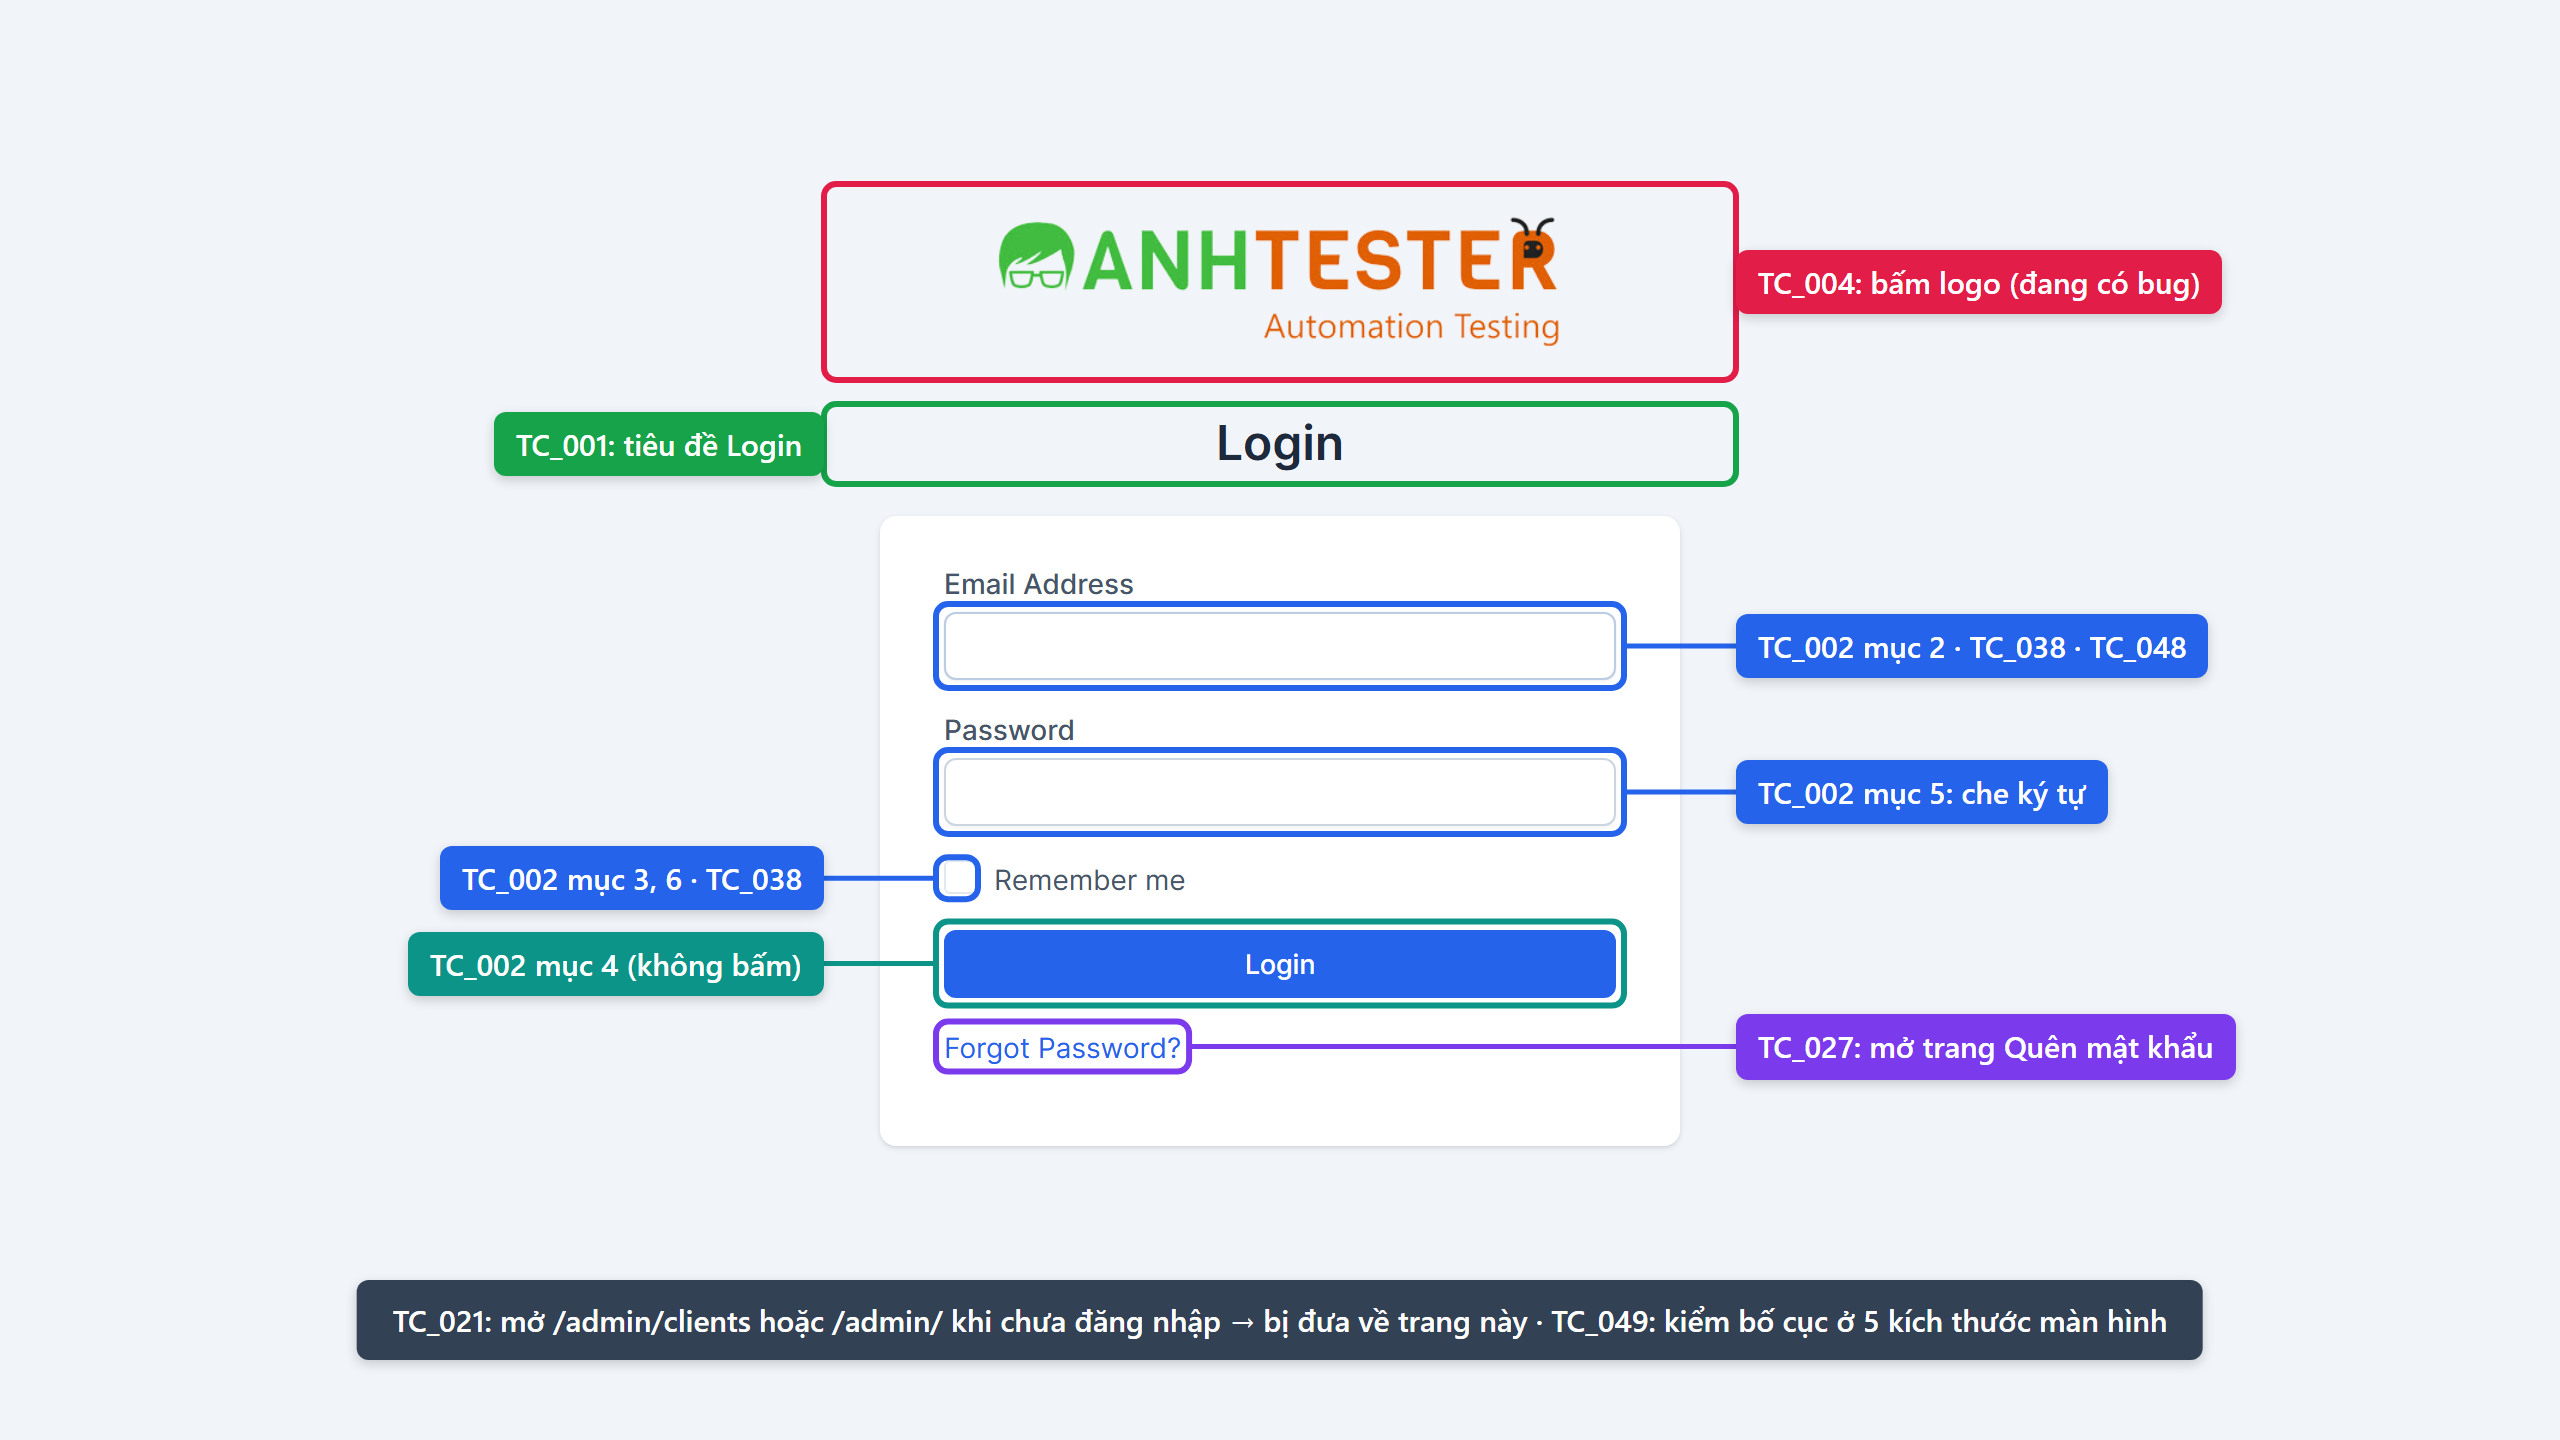 ANHTESTER
Automation Testing
TC_004: bấm logo (đang có bug)
TC_001: tiêu đề Login
Login
Email Address
TC_002 mục 2 · TC_038 · TC_048
Password
TC_002 mục 5: che ký tự
TC_002 mục 3, 6 · TC_038
Remember me
TC_002 mục 4 (không bấm)
Login
Forgot Password?
TC_027: mở trang Quên mật khẩu
TC_021: mở /admin/clients hoặc /admin/ khi chưa đăng nhập → bị đưa về trang này · TC_049: kiểm bố cục ở 5 kích thước màn hình